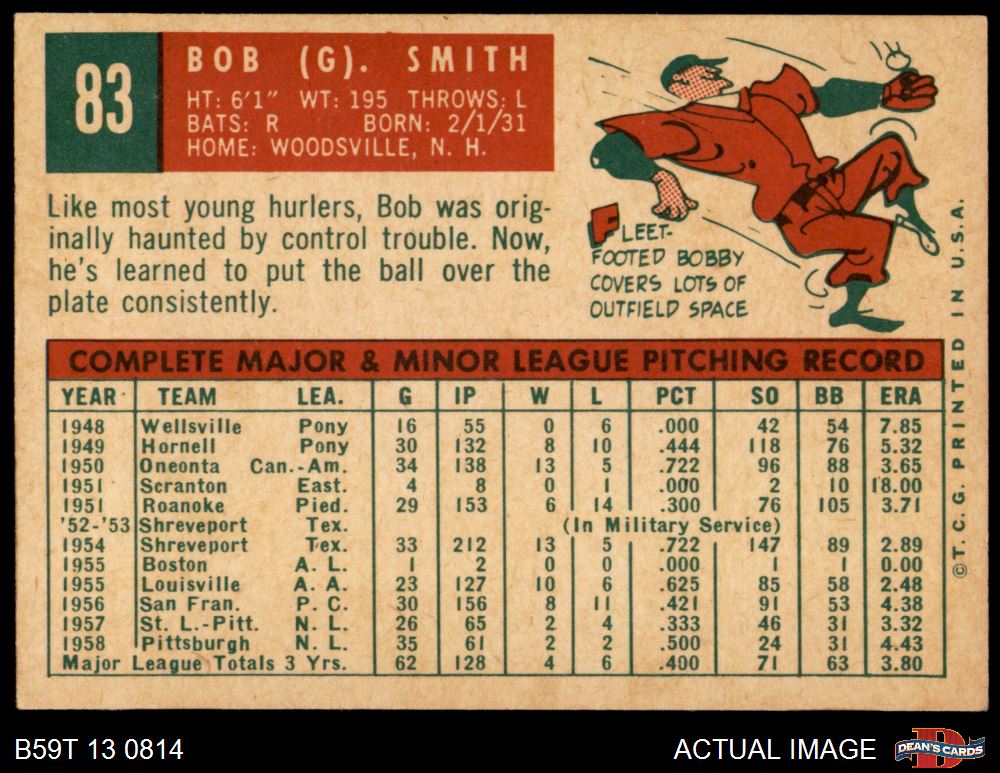 83
BOB (G). SMITH
HT: 6'1" WT: 195 THROWS: L
BATS: R BORN: 2/1/31
HOME: WOODSVILLE, N. H.
Like most young hurlers, Bob was orig-
inally haunted by control trouble. Now,
he's learned to put the ball over the
plate consistently.
FLEET-
FOOTED BOBBY
COVERS LOTS OF
OUTFIELD SPACE
COMPLETE MAJOR & MINOR LEAGUE PITCHING RECORD
YEAR TEAM LEA. G IP W L PCT SO BB ERA
1948 Wellsville Pony 16 55 0 6 .000 42 54 7.85
1949 Hornell Pony 30 132 8 10 .444 118 76 5.32
1950 Oneonta Can.-Am. 34 138 13 5 .722 96 88 3.65
1951 Scranton East. 4 8 0 1 .000 2 10 18.00
1951 Roanoke Pied. 29 153 6 14 .300 76 105 3.71
'52-'53 Shreveport Tex. (In Military Service)
1954 Shreveport Tex. 33 212 13 5 .722 147 89 2.89
1955 Boston A. L. 1 2 0 0 .000 1 1 0.00
1955 Louisville A. A. 23 127 10 6 .625 85 58 2.48
1956 San Fran. P. C. 30 156 8 11 .421 91 53 4.38
1957 St. L.-Pitt. N. L. 26 65 2 4 .333 46 31 3.32
1958 Pittsburgh N. L. 35 61 2 2 .500 24 31 4.43
Major League Totals 3 Yrs. 62 128 4 6 .400 71 63 3.80
©T. C. G. PRINTED IN U.S.A.
B59T 13 0814
ACTUAL IMAGE
D
DEAN'S CARDS